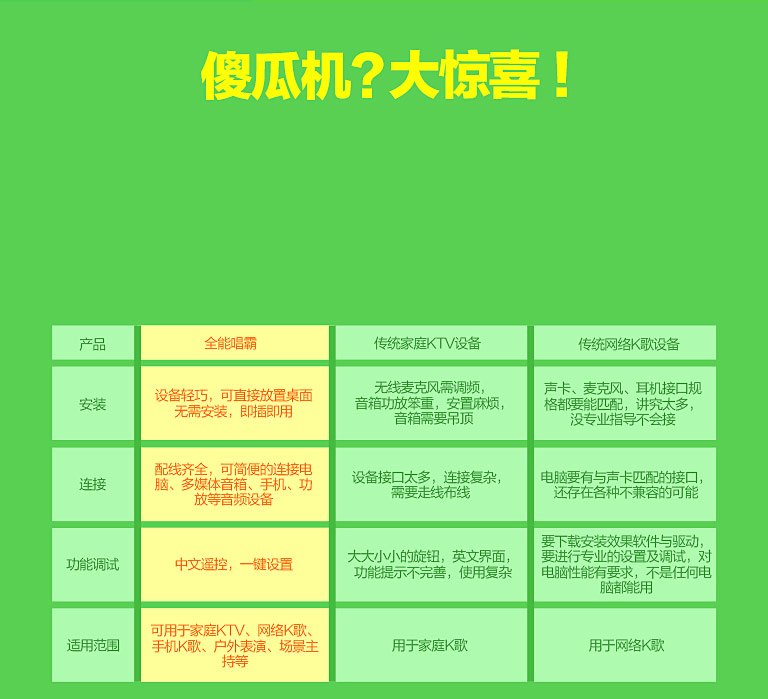 傻瓜机?大惊喜！
产品
全能唱霸
传统家庭KTV设备
传统网络K歌设备
安装
设备轻巧，可直接放置桌面
无需安装，即插即用
无线麦克风需调频，
音箱功放笨重，安置麻烦，
音箱需要吊顶
声卡、麦克风、耳机接口规
格都要能匹配，讲究太多，
没专业指导不会接
连接
配线齐全，可简便的连接电
脑、多媒体音箱、手机、功
放等音频设备
设备接口太多，连接复杂，
需要走线布线
电脑要有与声卡匹配的接口，
还存在各种不兼容的可能
功能调试
中文遥控，一键设置
大大小小的旋钮，英文界面，
功能提示不完善，使用复杂
要下载安装效果软件与驱动，
要进行专业的设置及调试，对
电脑性能有要求，不是任何电
脑都能用
适用范围
可用于家庭KTV、网络K歌、
手机K歌、户外表演、场景主
持等
用于家庭K歌
用于网络K歌